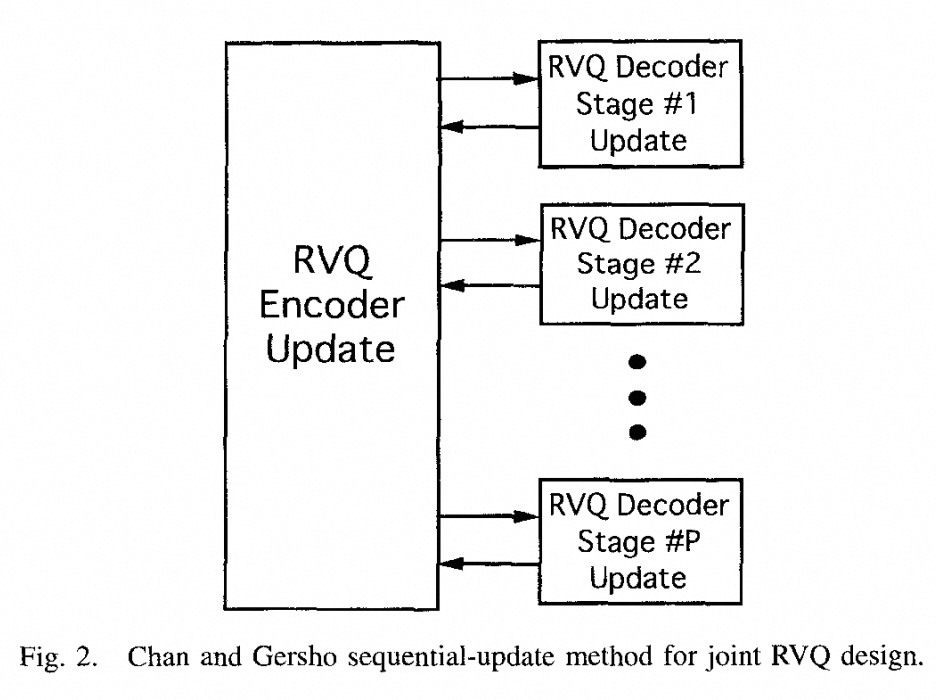 RVQ Decoder
Stage #1
Update
RVQ Decoder
Stage #2
Update
RVQ
Encoder
Update
RVQ Decoder
Stage #P
Update
Fig. 2. Chan and Gersho sequential-update method for joint RVQ design.